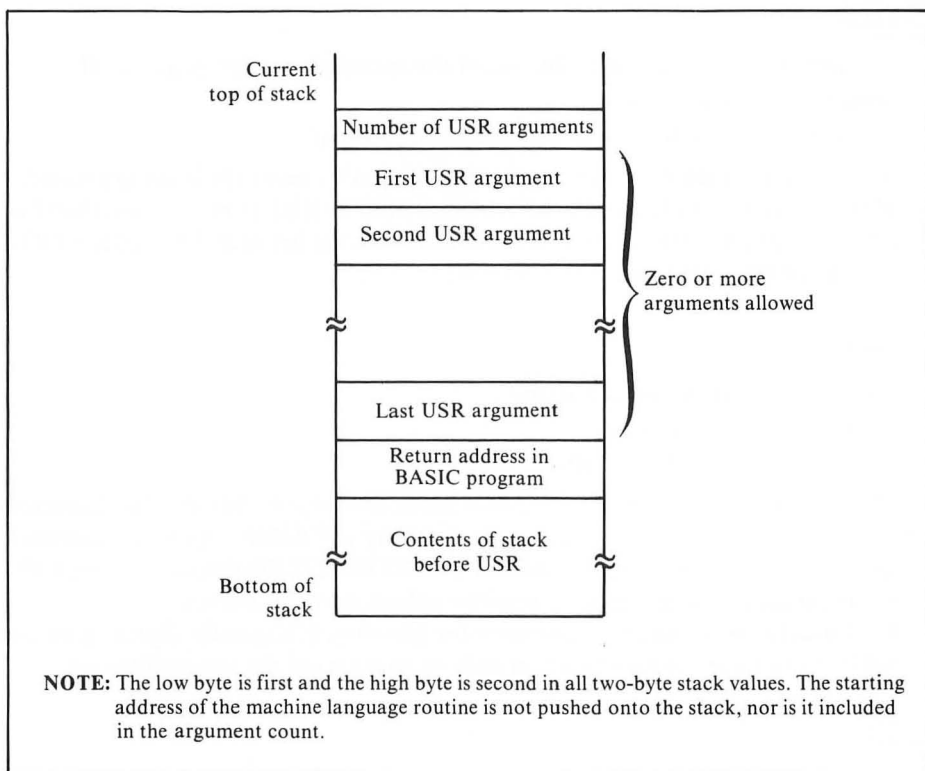 Current
top of stack
Number of USR arguments
First USR argument
Second USR argument
Zero or more
arguments allowed
Last USR argument
Return address in
BASIC program
Contents of stack
before USR
Bottom of
stack
NOTE: The low byte is first and the high byte is second in all two-byte stack values. The starting
address of the machine language routine is not pushed onto the stack, nor is it included
in the argument count.